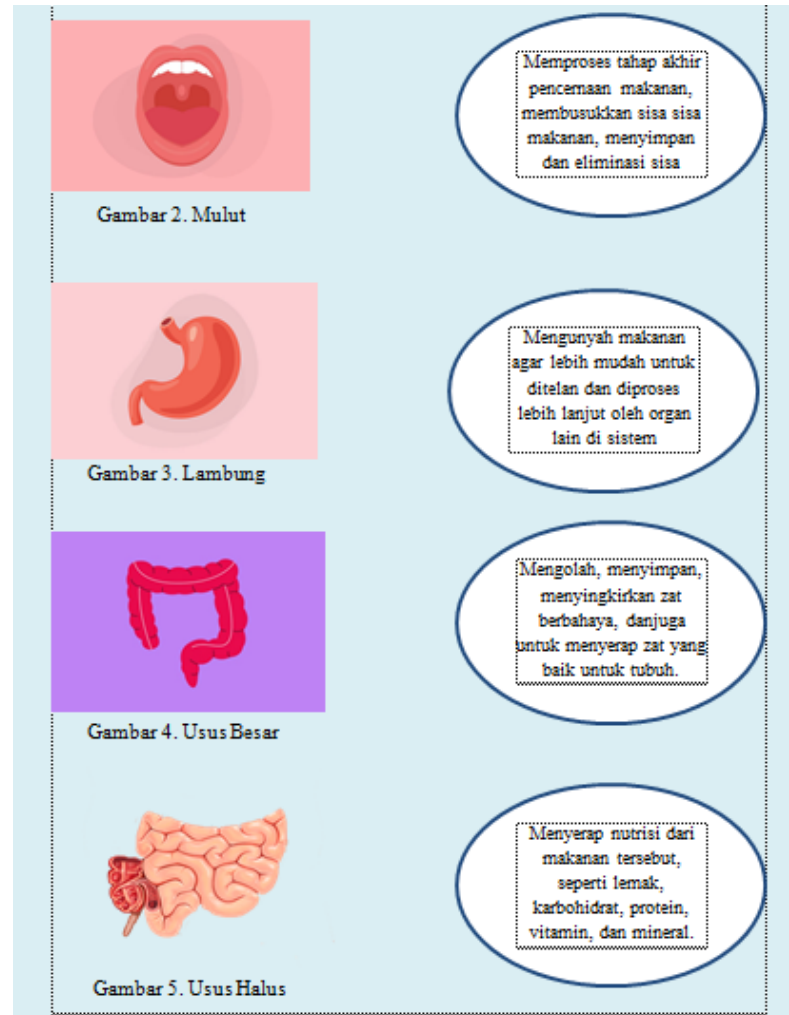 Memproses tahap akhir
pencernaan makanan,
membusukkan sisa sisa
makanan, menyimpan
dan eliminasi sisa
Gambar 2. Mulut
Mengunyah makanan
agar lebih mudah untuk
ditelan dan diproses
lebih lanjut oleh organ
lain di sistem
Gambar 3. Lambung
Mengolah, menyimpan,
menyingkirkan zat
berbahaya, danjuga
untuk menyerap zat yang
baik untuk tubuh.
Gambar 4. Usus Besar
Menyerap nutrisi dari
makanan tersebut,
seperti lemak,
karbohidrat, protein,
vitamin, dan mineral.
Gambar 5. Usus Halus